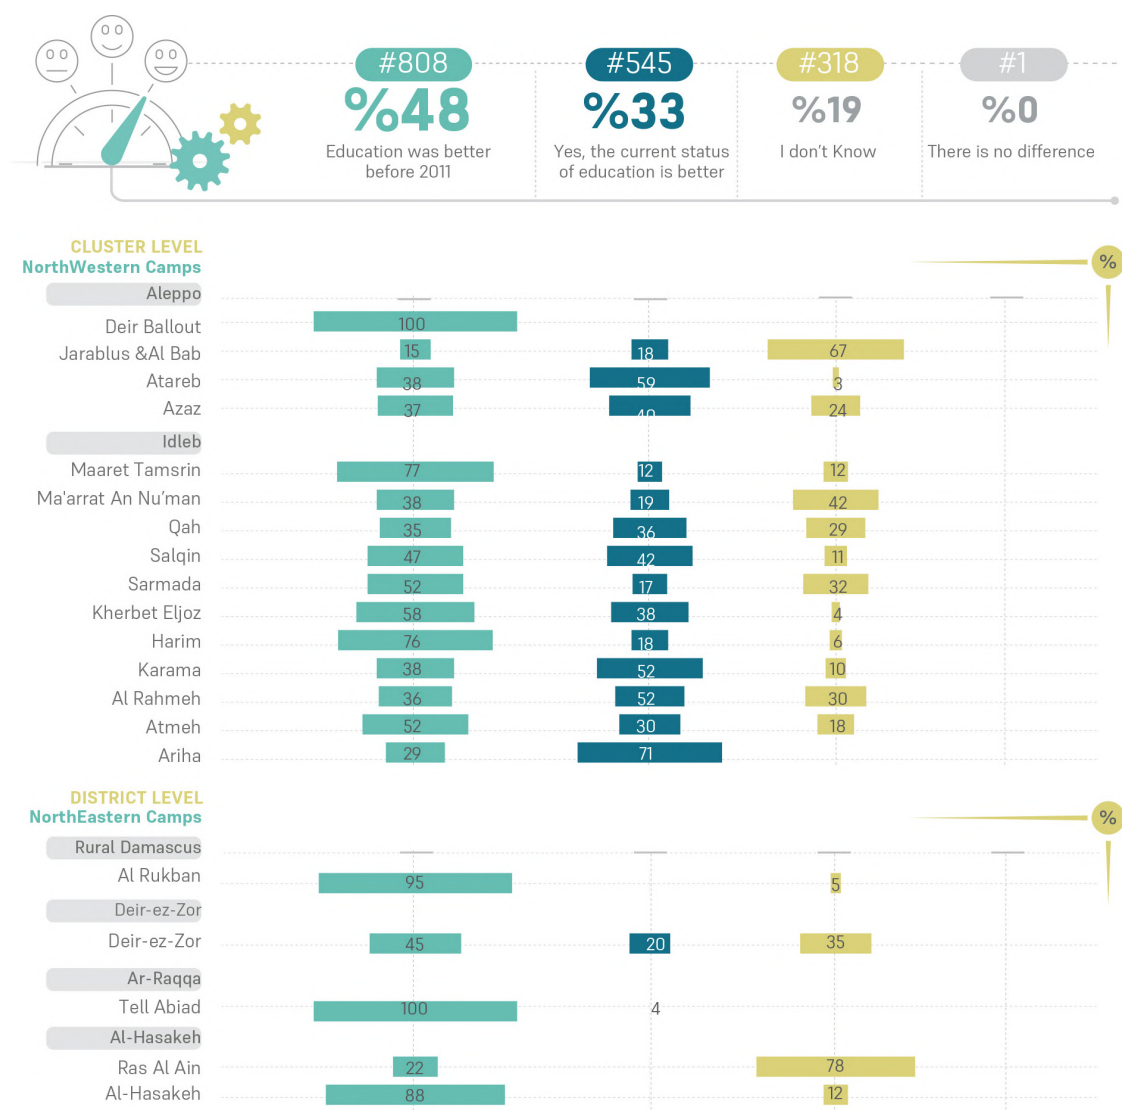 #808 #545 #318 #1
%48 %33 %19 %0
Education was better before 2011
Yes, the current status of education is better
I don't Know
There is no difference
CLUSTER LEVEL
NorthWestern Camps
%
Aleppo
Deir Ballout 100
Jarablus &Al Bab 15 18 67
Atareb 38 59 3
Azaz 37 40 24
Idleb
Maaret Tamsrin 77 12 12
Ma'arrat An Nu’man 38 19 42
Qah 35 36 29
Salqin 47 42 11
Sarmada 52 17 32
Kherbet Eljoz 58 38 4
Harim 76 18 6
Karama 38 52 10
Al Rahmeh 36 52 30
Atmeh 52 30 18
Ariha 29 71
DISTRICT LEVEL
NorthEastern Camps
%
Rural Damascus
Al Rukban 95 5
Deir-ez-Zor
Deir-ez-Zor 45 20 35
Ar-Raqqa
Tell Abiad 100 4
Al-Hasakeh
Ras Al Ain 22 78
Al-Hasakeh 88 12